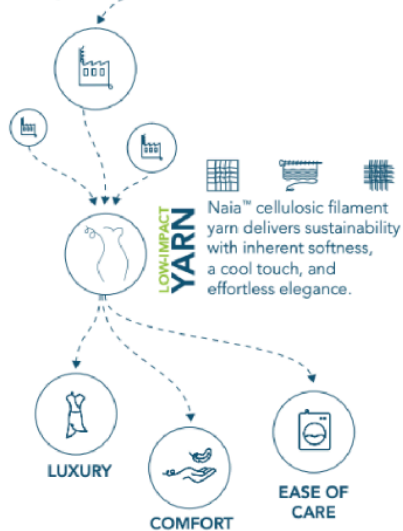 LOW-IMPACT
YARN
Naia™ cellulosic filament
yarn delivers sustainability
with inherent softness,
a cool touch, and
effortless elegance.
LUXURY
COMFORT
EASE OF
CARE